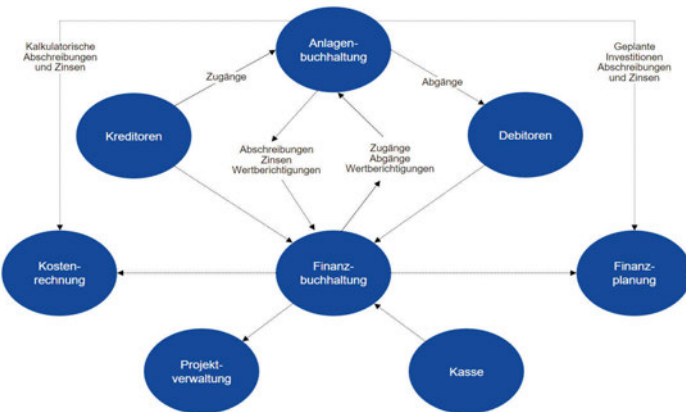 Kalkulatorische
Abschreibungen
und Zinsen
Anlagen-
buchhaltung
Geplante
Investitionen
Abschreibungen
und Zinsen
Zugänge
Abgänge
Kreditoren
Debitoren
Abschreibungen
Zinsen
Wertberichtigungen
Zugänge
Abgänge
Wertberichtigungen
Kosten-
rechnung
Finanz-
buchhaltung
Finanz-
planung
Projekt-
verwaltung
Kasse